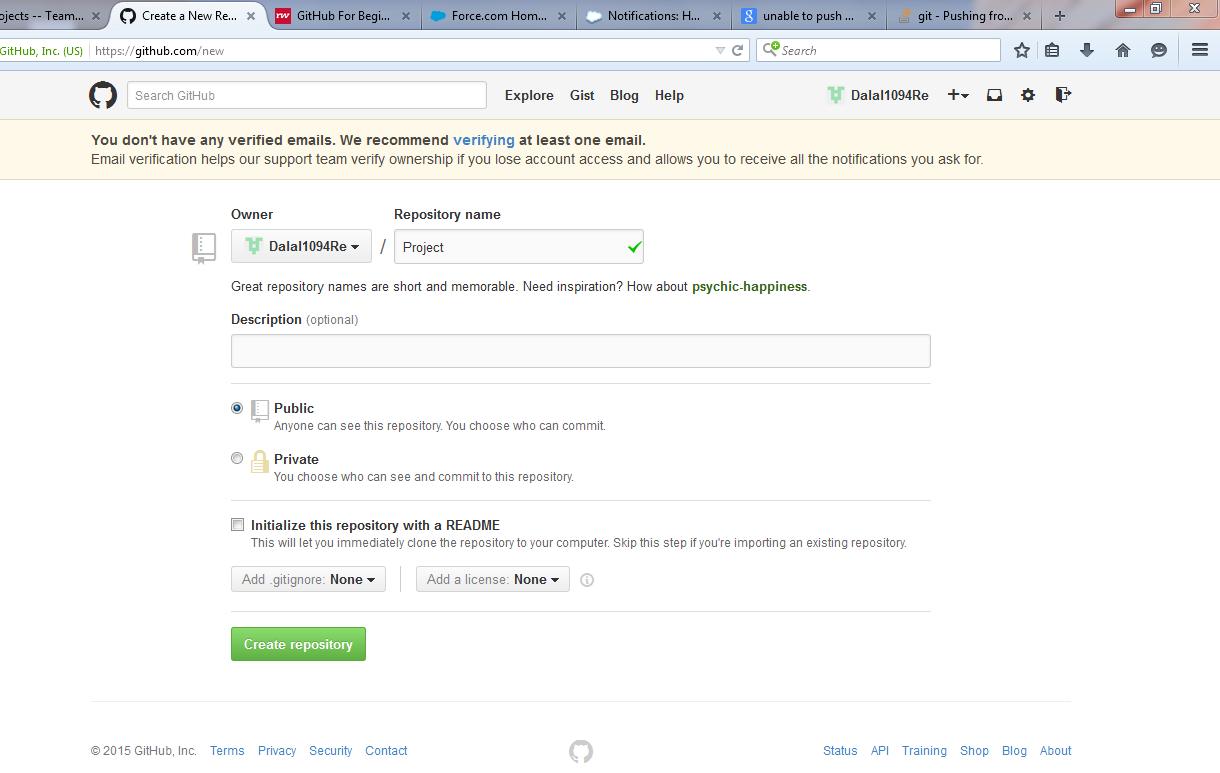 ojects -- Team...
Create a New Re...
GitHub For Begi...
Force.com Hom...
Notifications: H...
unable to push ...
git - Pushing fro...
GitHub, Inc. (US)
https://github.com/new
Search
Search GitHub
Explore
Gist
Blog
Help
Dalal1094Re
You don't have any verified emails. We recommend verifying at least one email.
Email verification helps our support team verify ownership if you lose account access and allows you to receive all the notifications you ask for.
Owner
Repository name
Dalal1094Re
/
Project
Great repository names are short and memorable. Need inspiration? How about psychic-happiness.
Description (optional)
Public
Anyone can see this repository. You choose who can commit.
Private
You choose who can see and commit to this repository.
Initialize this repository with a README
This will let you immediately clone the repository to your computer. Skip this step if you're importing an existing repository.
Add .gitignore: None
Add a license: None
Create repository
© 2015 GitHub, Inc.
Terms
Privacy
Security
Contact
Status
API
Training
Shop
Blog
About